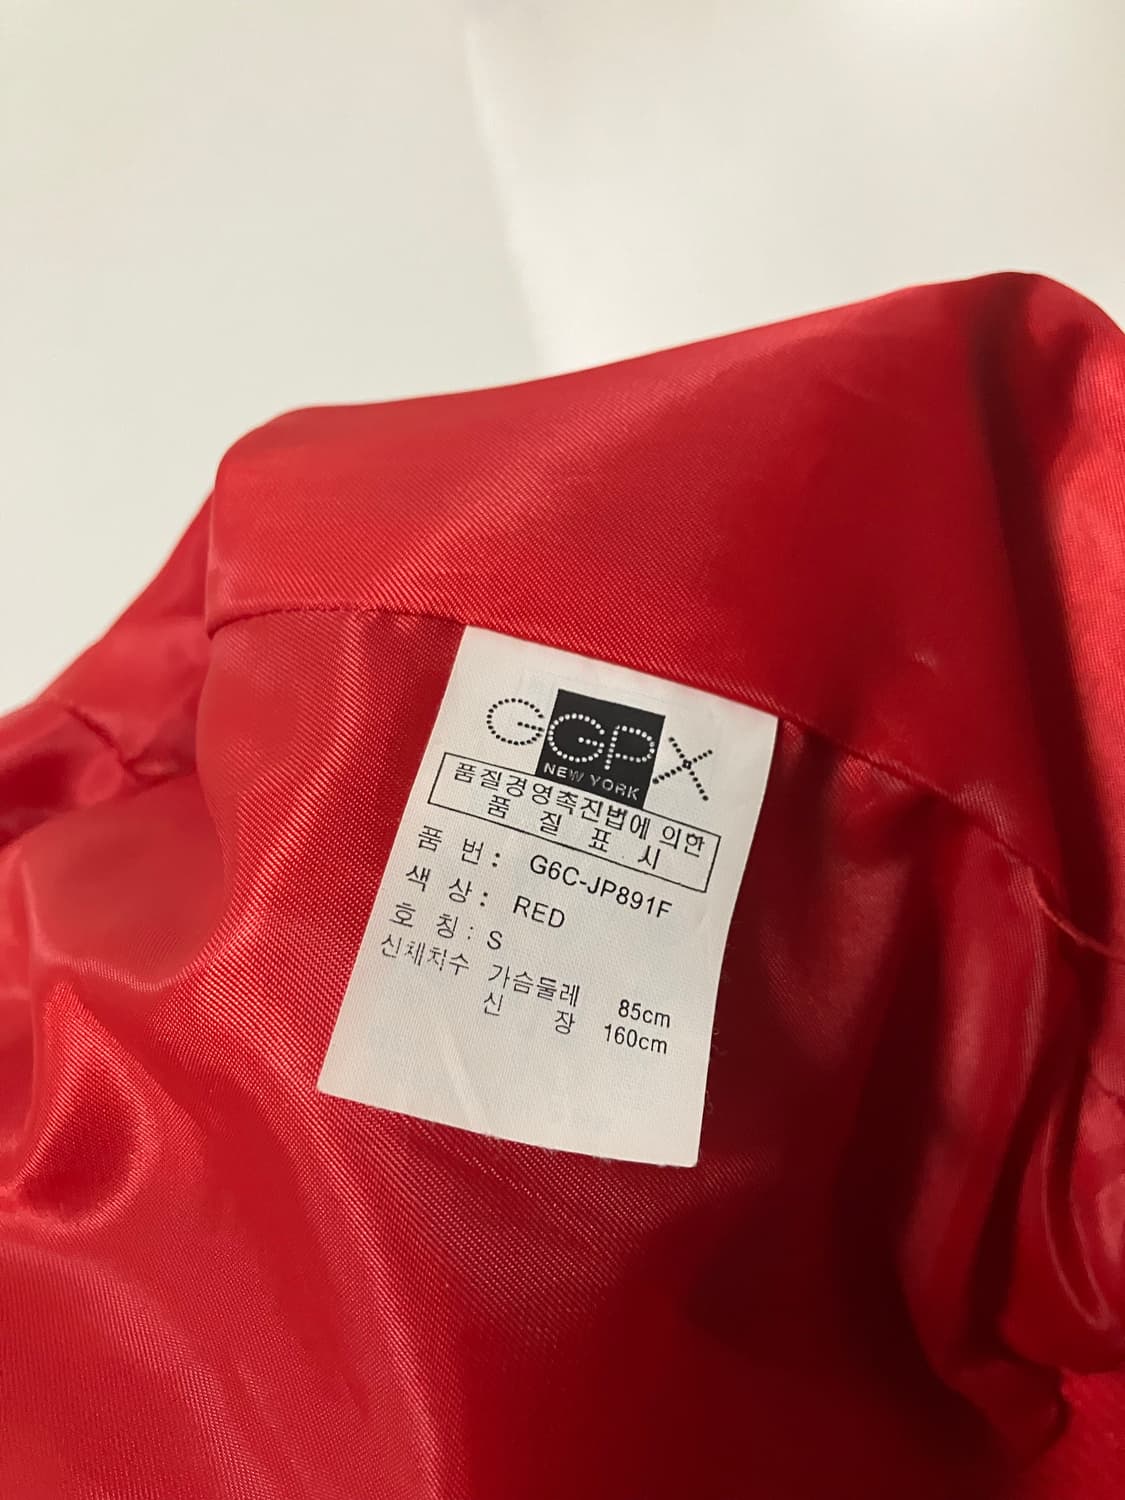 GGPX
NEW YORK
품질경영촉진법에 의한
품 질 표 시
품 번 : G6C-JP891F
색 상 : RED
호 칭 : S
신체치수 가슴둘레 85cm
신 장 160cm